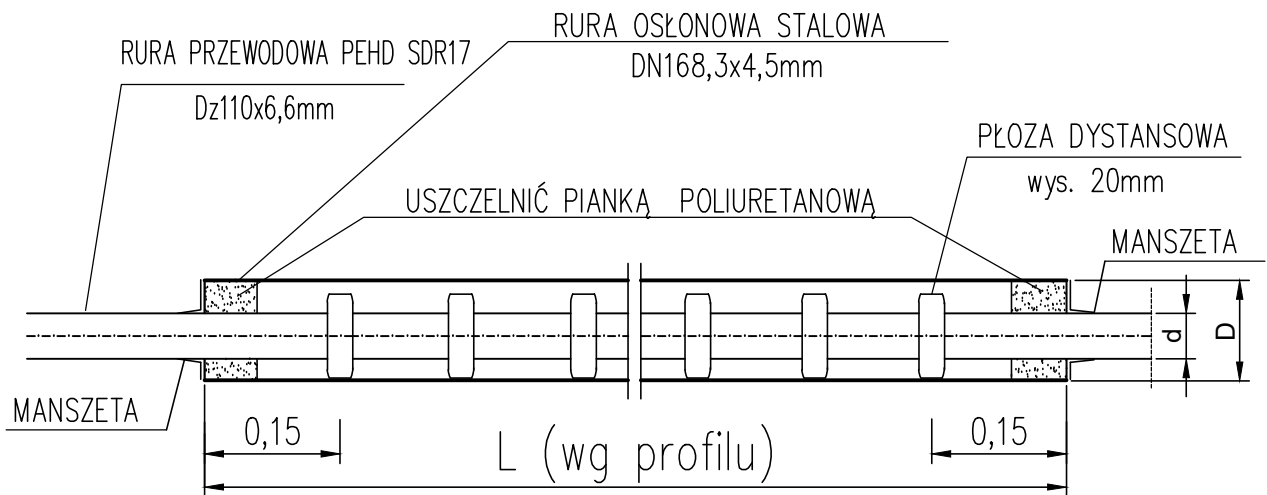 RURA OSŁONOWA STALOWA
DN168,3x4,5mm
RURA PRZEWODOWA PEHD SDR17
Dz110x6,6mm
PŁOZA DYSTANSOWA
wys. 20mm
USZCZELNIĆ PIANKĄ POLIURETANOWĄ
MANSZETA
d
D
MANSZETA
0,15
L (wg profilu)
0,15